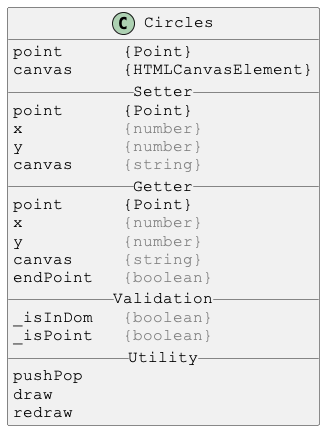 C Circles
point {Point}
canvas {HTMLCanvasElement}
Setter
point {Point}
x {number}
y {number}
canvas {string}
Getter
point {Point}
x {number}
y {number}
canvas {string}
endPoint {boolean}
Validation
_isInDom {boolean}
_isPoint {boolean}
Utility
pushPop
draw
redraw